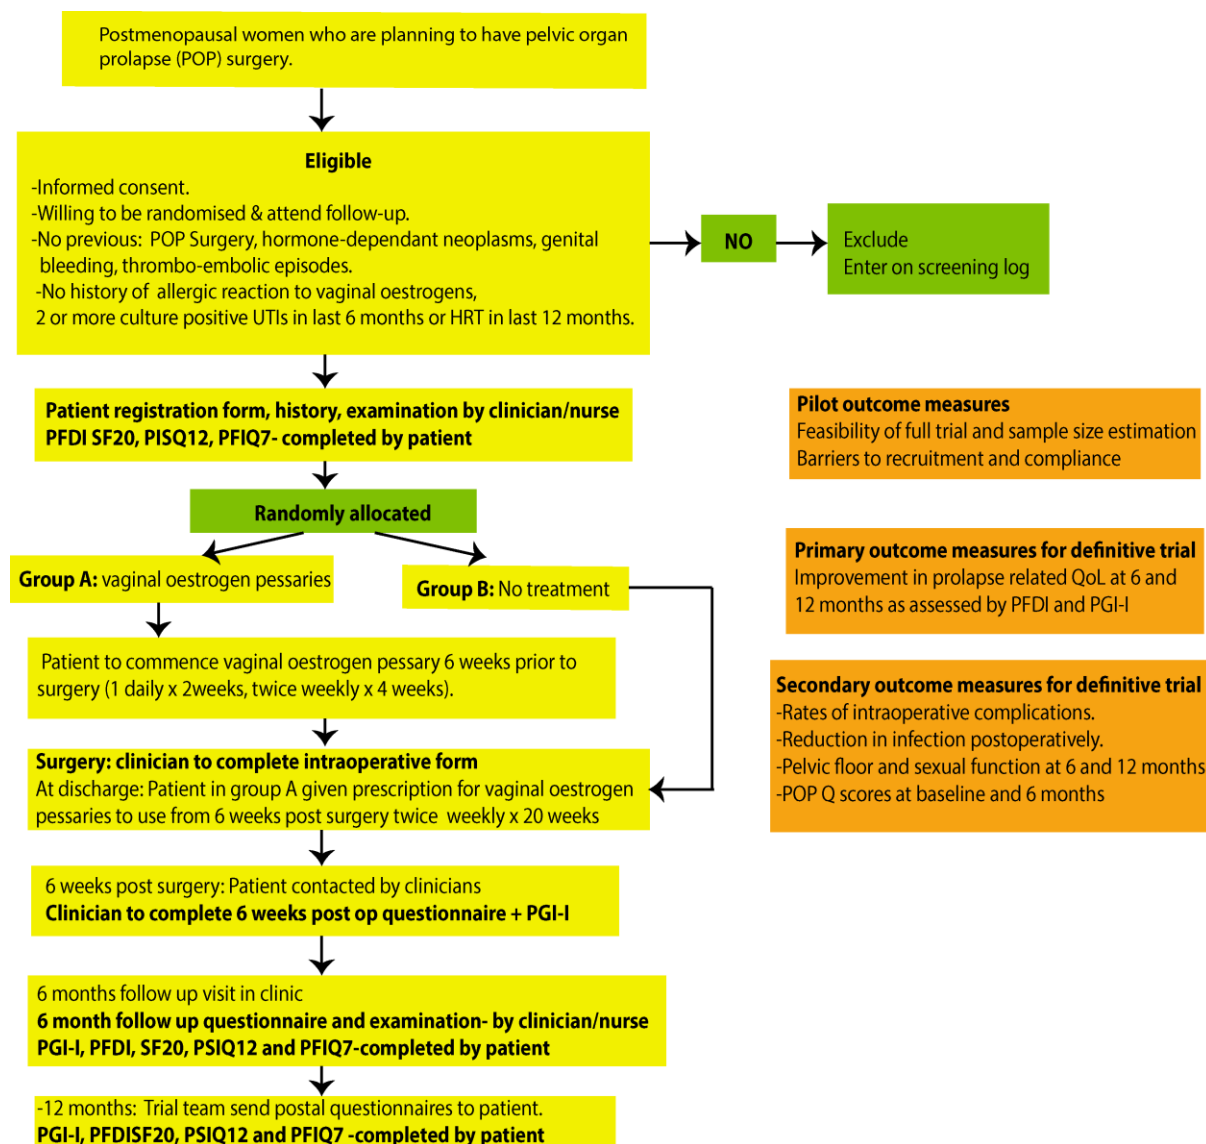 Postmenopausal women who are planning to have pelvic organ
prolapse (POP) surgery.
Eligible
-Informed consent.
-Willing to be randomised & attend follow-up.
-No previous: POP Surgery, hormone-dependant neoplasms, genital
bleeding, thrombo-embolic episodes.
-No history of allergic reaction to vaginal oestrogens,
2 or more culture positive UTIs in last 6 months or HRT in last 12 months.
NO
Exclude
Enter on screening log
Patient registration form, history, examination by clinician/nurse
PFDI SF20, PISQ12, PFIQ7- completed by patient
Randomly allocated
Group A: vaginal oestrogen pessaries
Group B: No treatment
Patient to commence vaginal oestrogen pessary 6 weeks prior to
surgery (1 daily x 2weeks, twice weekly x 4 weeks).
Surgery: clinician to complete intraoperative form
At discharge: Patient in group A given prescription for vaginal oestrogen
pessaries to use from 6 weeks post surgery twice weekly x 20 weeks
6 weeks post surgery: Patient contacted by clinicians
Clinician to complete 6 weeks post op questionnaire + PGI-I
6 months follow up visit in clinic
6 month follow up questionnaire and examination- by clinician/nurse
PGI-I, PFDI, SF20, PSIQ12 and PFIQ7-completed by patient
-12 months: Trial team send postal questionnaires to patient.
PGI-I, PFDISF20, PSIQ12 and PFIQ7 -completed by patient
Pilot outcome measures
Feasibility of full trial and sample size estimation
Barriers to recruitment and compliance
Primary outcome measures for definitive trial
Improvement in prolapse related QoL at 6 and
12 months as assessed by PFDI and PGI-I
Secondary outcome measures for definitive trial
-Rates of intraoperative complications.
-Reduction in infection postoperatively.
-Pelvic floor and sexual function at 6 and 12 months
-POP Q scores at baseline and 6 months